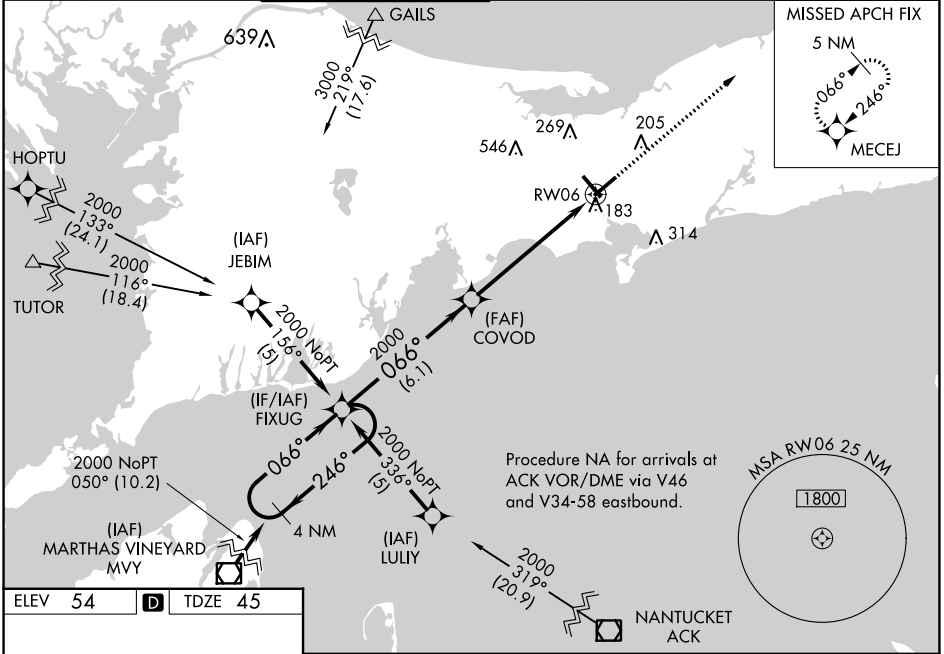 GAILS
639
3000
219°
(17.6)
MISSED APCH FIX
5 NM
066°
246°
MECEJ
269
205
546
HOPTU
2000
133°
(24.1)
RW06
183
314
(IAF)
JEBIM
2000
116°
(18.4)
TUTOR
2000 NoPT
156°
(5)
(FAF)
COVOD
2000
066°
(6.1)
(IF/IAF)
FIXUG
066°
246°
2000 NoPT
336°
(5)
2000 NoPT
050° (10.2)
4 NM
Procedure NA for arrivals at
ACK VOR/DME via V46
and V34-58 eastbound.
MSA RW06 25 NM
1800
(IAF)
MARTHAS VINEYARD
MVY
(IAF)
LULIY
2000
319°
(20.9)
NANTUCKET
ACK
ELEV 54
D
TDZE 45